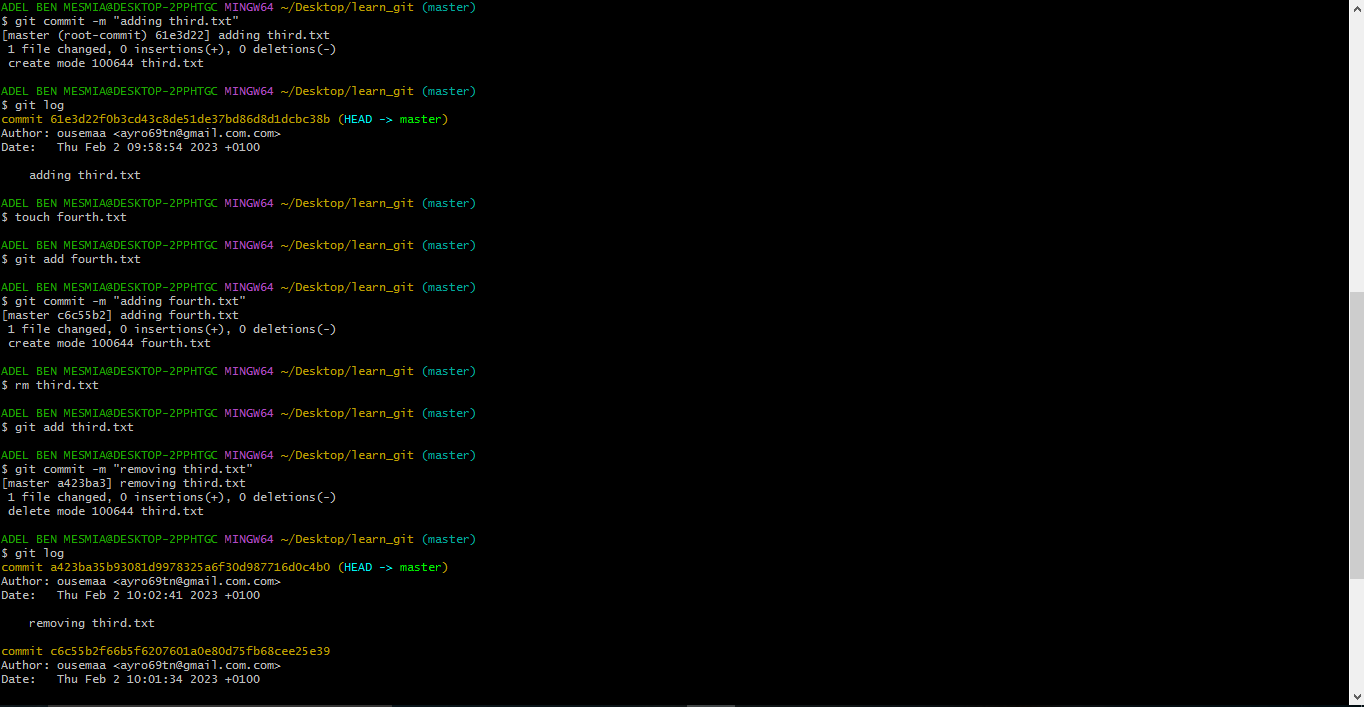 ADEL BEN MESMIA@DESKTOP-2PPHTGC MINGW64 ~/Desktop/learn_git (master)
$ git commit -m "adding third.txt"
[master (root-commit) 61e3d22] adding third.txt
 1 file changed, 0 insertions(+), 0 deletions(-)
 create mode 100644 third.txt

ADEL BEN MESMIA@DESKTOP-2PPHTGC MINGW64 ~/Desktop/learn_git (master)
$ git log
commit 61e3d22f0b3cd43c8de51de37bd86d8d1dcbc38b (HEAD -> master)
Author: ousemaa <ayro69tn@gmail.com.com>
Date:   Thu Feb 2 09:58:54 2023 +0100

    adding third.txt

ADEL BEN MESMIA@DESKTOP-2PPHTGC MINGW64 ~/Desktop/learn_git (master)
$ touch fourth.txt

ADEL BEN MESMIA@DESKTOP-2PPHTGC MINGW64 ~/Desktop/learn_git (master)
$ git add fourth.txt

ADEL BEN MESMIA@DESKTOP-2PPHTGC MINGW64 ~/Desktop/learn_git (master)
$ git commit -m "adding fourth.txt"
[master c6c55b2] adding fourth.txt
 1 file changed, 0 insertions(+), 0 deletions(-)
 create mode 100644 fourth.txt

ADEL BEN MESMIA@DESKTOP-2PPHTGC MINGW64 ~/Desktop/learn_git (master)
$ rm third.txt

ADEL BEN MESMIA@DESKTOP-2PPHTGC MINGW64 ~/Desktop/learn_git (master)
$ git add third.txt

ADEL BEN MESMIA@DESKTOP-2PPHTGC MINGW64 ~/Desktop/learn_git (master)
$ git commit -m "removing third.txt"
[master a423ba3] removing third.txt
 1 file changed, 0 insertions(+), 0 deletions(-)
 delete mode 100644 third.txt

ADEL BEN MESMIA@DESKTOP-2PPHTGC MINGW64 ~/Desktop/learn_git (master)
$ git log
commit a423ba35b93081d9978325a6f30d987716d0c4b0 (HEAD -> master)
Author: ousemaa <ayro69tn@gmail.com.com>
Date:   Thu Feb 2 10:02:41 2023 +0100

    removing third.txt

commit c6c55b2f66b5f6207601a0e80d75fb68cee25e39
Author: ousemaa <ayro69tn@gmail.com.com>
Date:   Thu Feb 2 10:01:34 2023 +0100